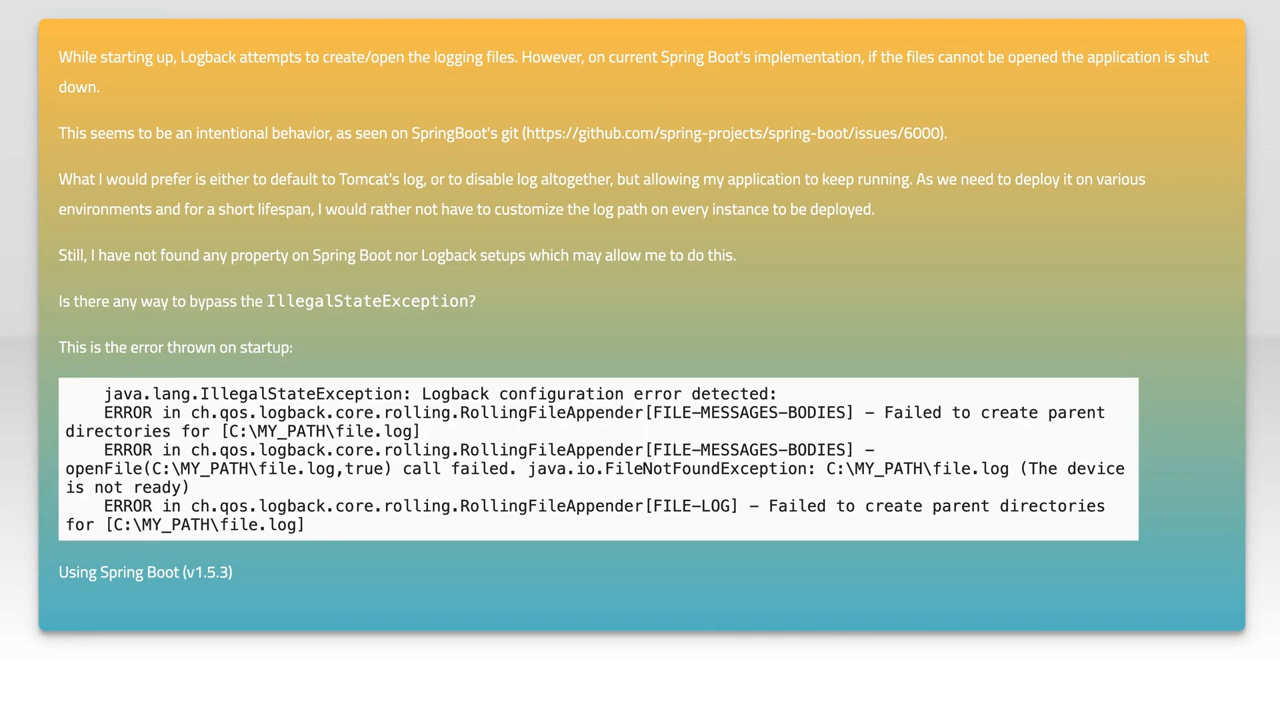 While starting up, Logback attempts to create/open the logging files. However, on current Spring Boot's implementation, if the files cannot be opened the application is shut
down.
This seems to be an intentional behavior, as seen on SpringBoot's git (https://github.com/spring-projects/spring-boot/issues/6000).
What I would prefer is either to default to Tomcat's log, or to disable log altogether, but allowing my application to keep running. As we need to deploy it on various
environments and for a short lifespan, I would rather not have to customize the log path on every instance to be deployed.
Still, I have not found any property on Spring Boot nor Logback setups which may allow me to do this.
Is there any way to bypass the IllegalStateException?
This is the error thrown on startup:
java.lang.IllegalStateException: Logback configuration error detected:
ERROR in ch.qos.logback.core.rolling.RollingFileAppender[FILE-MESSAGES-BODIES] - Failed to create parent
directories for [C:\MY_PATH\file.log]
ERROR in ch.qos.logback.core.rolling.RollingFileAppender[FILE-MESSAGES-BODIES] -
openFile(C:\MY_PATH\file.log,true) call failed. java.io.FileNotFoundException: C:\MY_PATH\file.log (The device
is not ready)
ERROR in ch.qos.logback.core.rolling.RollingFileAppender[FILE-LOG] - Failed to create parent directories
for [C:\MY_PATH\file.log]
Using Spring Boot (v1.5.3)